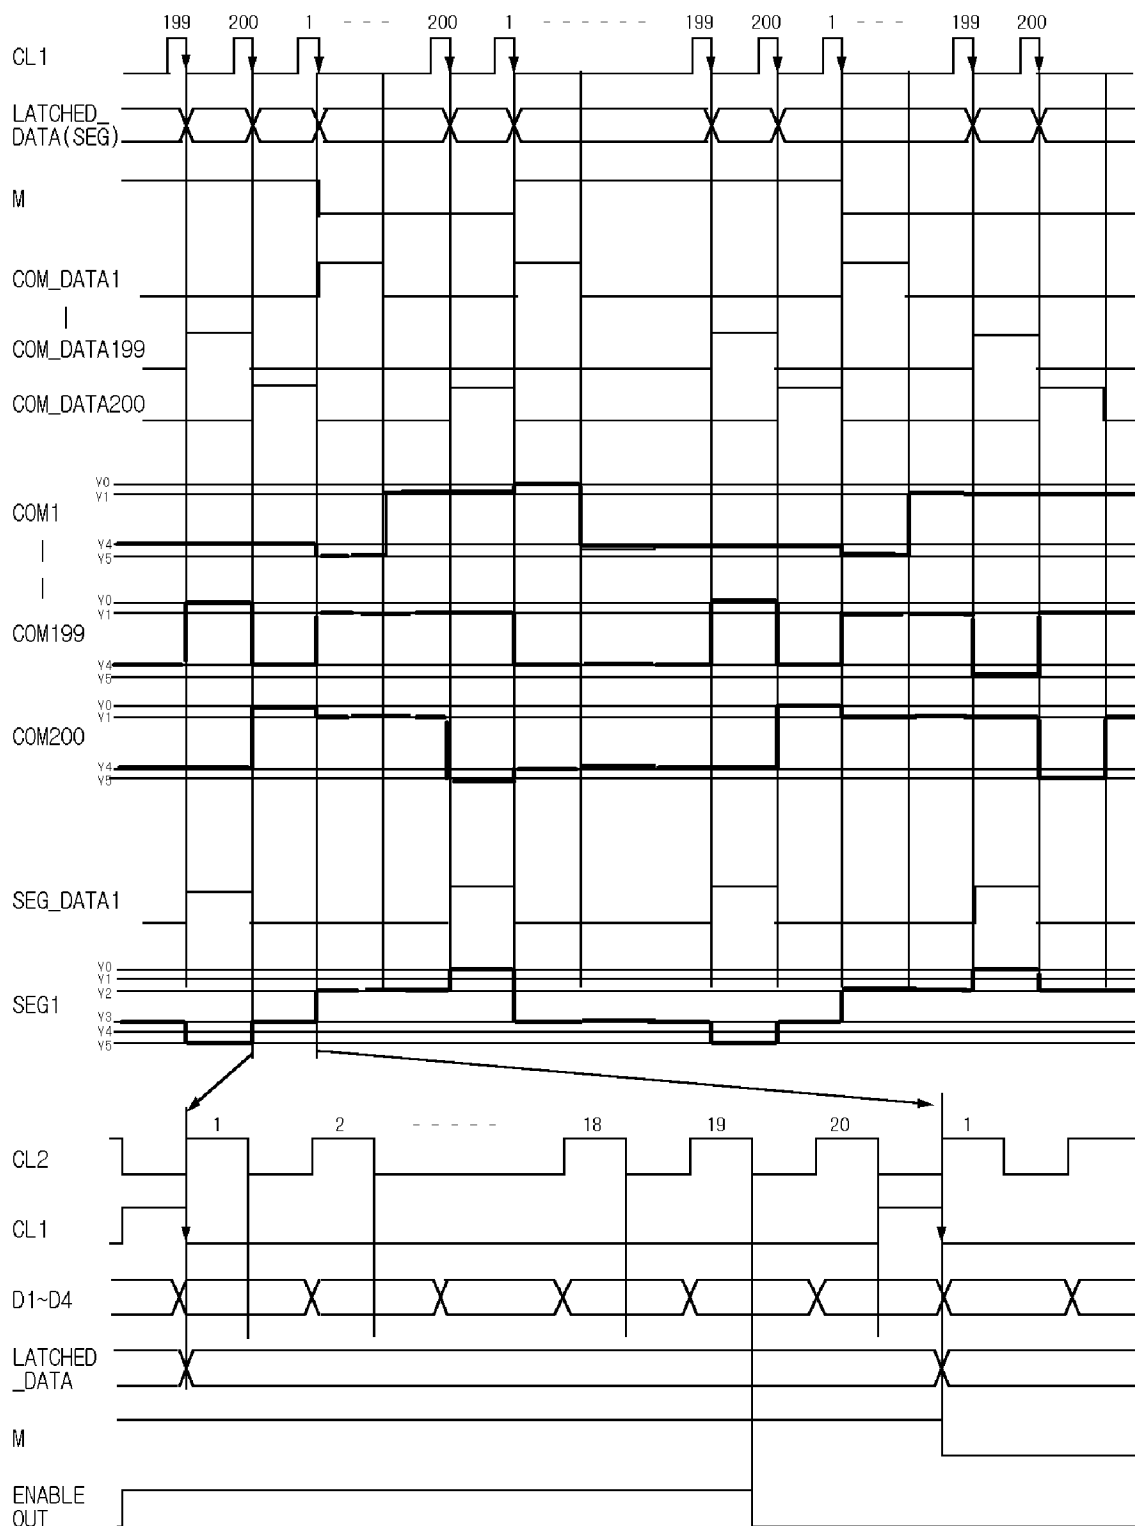 199 200 1 - - - - 200 1 - - - - - - - 199 200 1 - - - - 199 200
CL1
LATCHED_
DATA(SEG)
M
COM_DATA1
COM_DATA199
COM_DATA200
V0
V1
COM1
V4
V5
V0
V1
COM199
V4
V5
V0
V1
COM200
V4
V5
SEG_DATA1
V0
V1
V2
SEG1
V3
V4
V5
1 2 - - - - - 18 19 20 1
CL2
CL1
D1~D4
LATCHED
_DATA
M
ENABLE
OUT